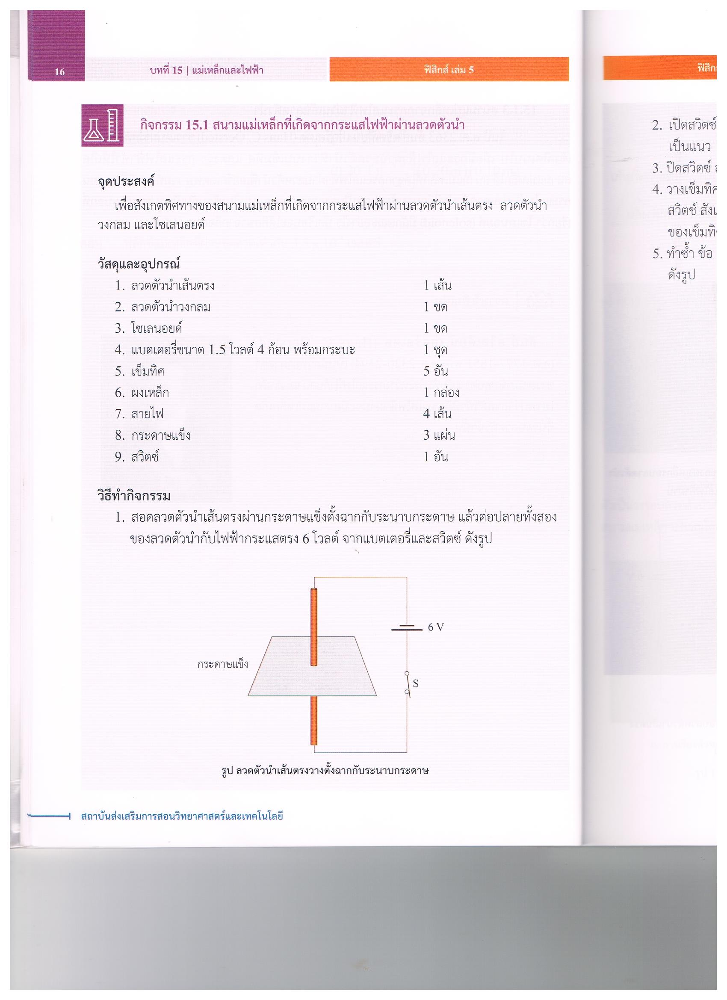 16
บทที่ 15 | แม่เหล็กและไฟฟ้า
ฟิสิกส์ เล่ม 5
กิจกรรม 15.1 สนามแม่เหล็กที่เกิดจากกระแสไฟฟ้าผ่านลวดตัวนำ
จุดประสงค์
เพื่อสังเกตทิศทางของสนามแม่เหล็กที่เกิดจากกระแสไฟฟ้าผ่านลวดตัวนำเส้นตรง ลวดตัวนำ
วงกลม และโซเลนอยด์
วัสดุและอุปกรณ์
1. ลวดตัวนำเส้นตรง 1 เส้น
2. ลวดตัวนำวงกลม 1 ขด
3. โซเลนอยด์ 1 ขด
4. แบตเตอรี่ขนาด 1.5 โวลต์ 4 ก้อน พร้อมกระบะ 1 ชุด
5. เข็มทิศ 5 อัน
6. ผงเหล็ก 1 กล่อง
7. สายไฟ 4 เส้น
8. กระดาษแข็ง 3 แผ่น
9. สวิตซ์ 1 อัน
วิธีทำกิจกรรม
1. สอดลวดตัวนำเส้นตรงผ่านกระดาษแข็งตั้งฉากกับระนาบกระดาษ แล้วต่อปลายทั้งสอง
ของลวดตัวนำกับไฟฟ้ากระแสตรง 6 โวลต์ จากแบตเตอรี่และสวิตซ์ ดังรูป
6 V
กระดาษแข็ง
S
รูป ลวดตัวนำเส้นตรงวางตั้งฉากกับระนาบกระดาษ
สถาบันส่งเสริมการสอนวิทยาศาสตร์และเทคโนโลยี
2. เปิดสวิตซ์
เป็นแนว
3. ปิดสวิตซ์
4. วางเข็มทิศ
สวิตซ์
ของ
5. ทำซ้ำ ข้อ
ดังรูป